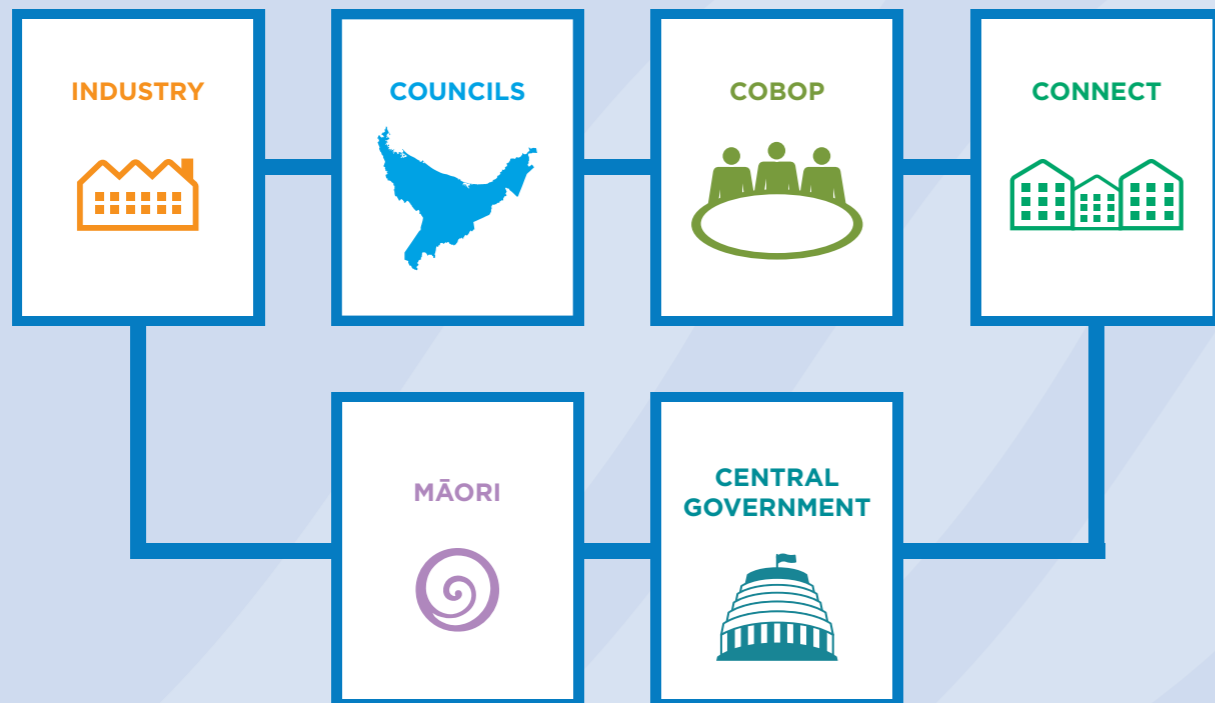 INDUSTRY
COUNCILS
COBOP
CONNECT
MĀORI
CENTRAL
GOVERNMENT